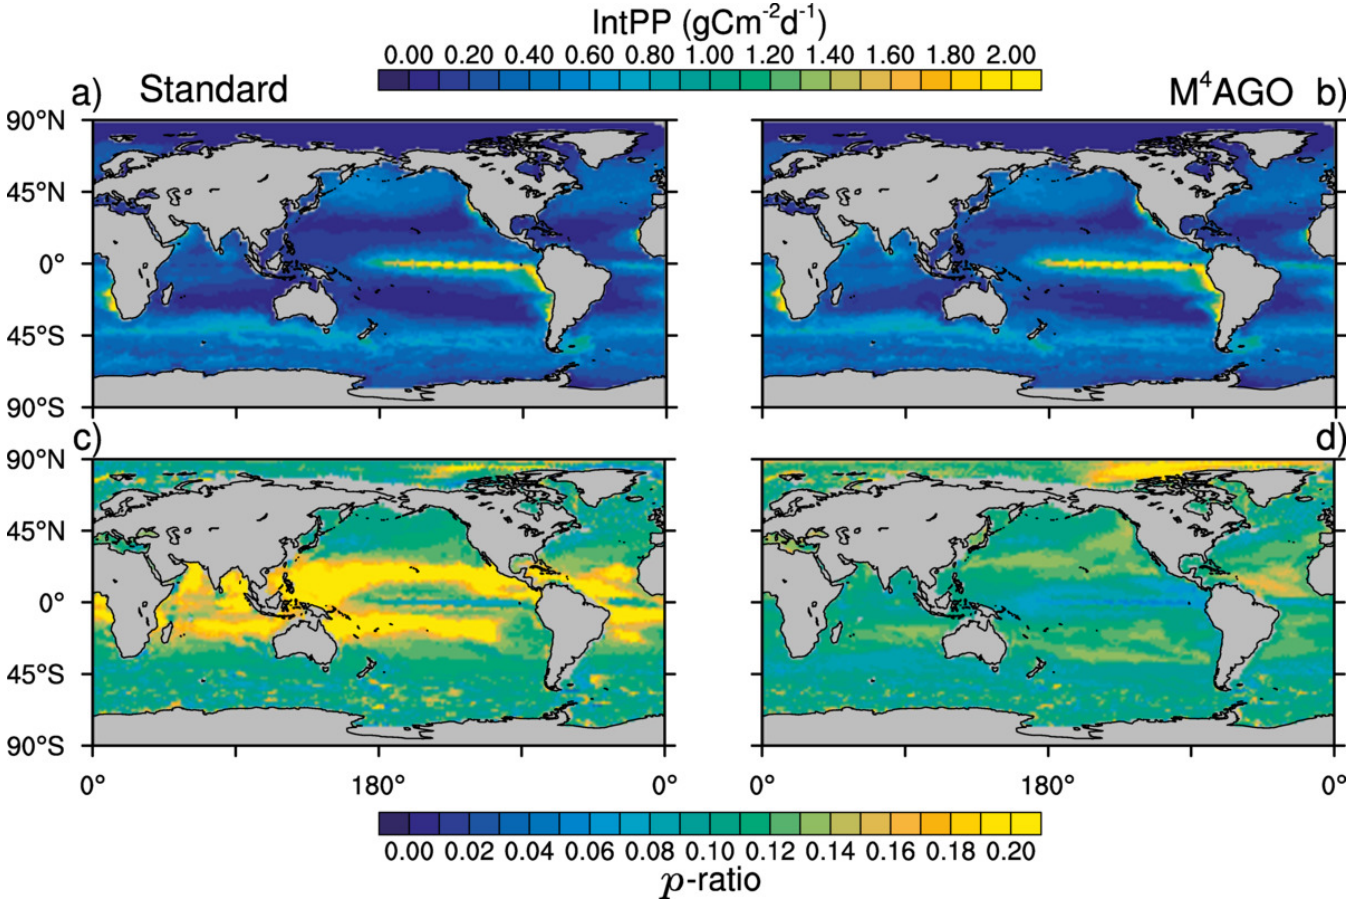 IntPP (gCm⁻²d⁻¹)
0.00 0.20 0.40 0.60 0.80 1.00 1.20 1.40 1.60 1.80 2.00
a) Standard
M⁴AGO b)
90°N
45°N
0°
45°S
90°S
c)
d)
90°N
45°N
0°
45°S
90°S
0° 180° 0° 0° 180° 0°
0.00 0.02 0.04 0.06 0.08 0.10 0.12 0.14 0.16 0.18 0.20
p-ratio